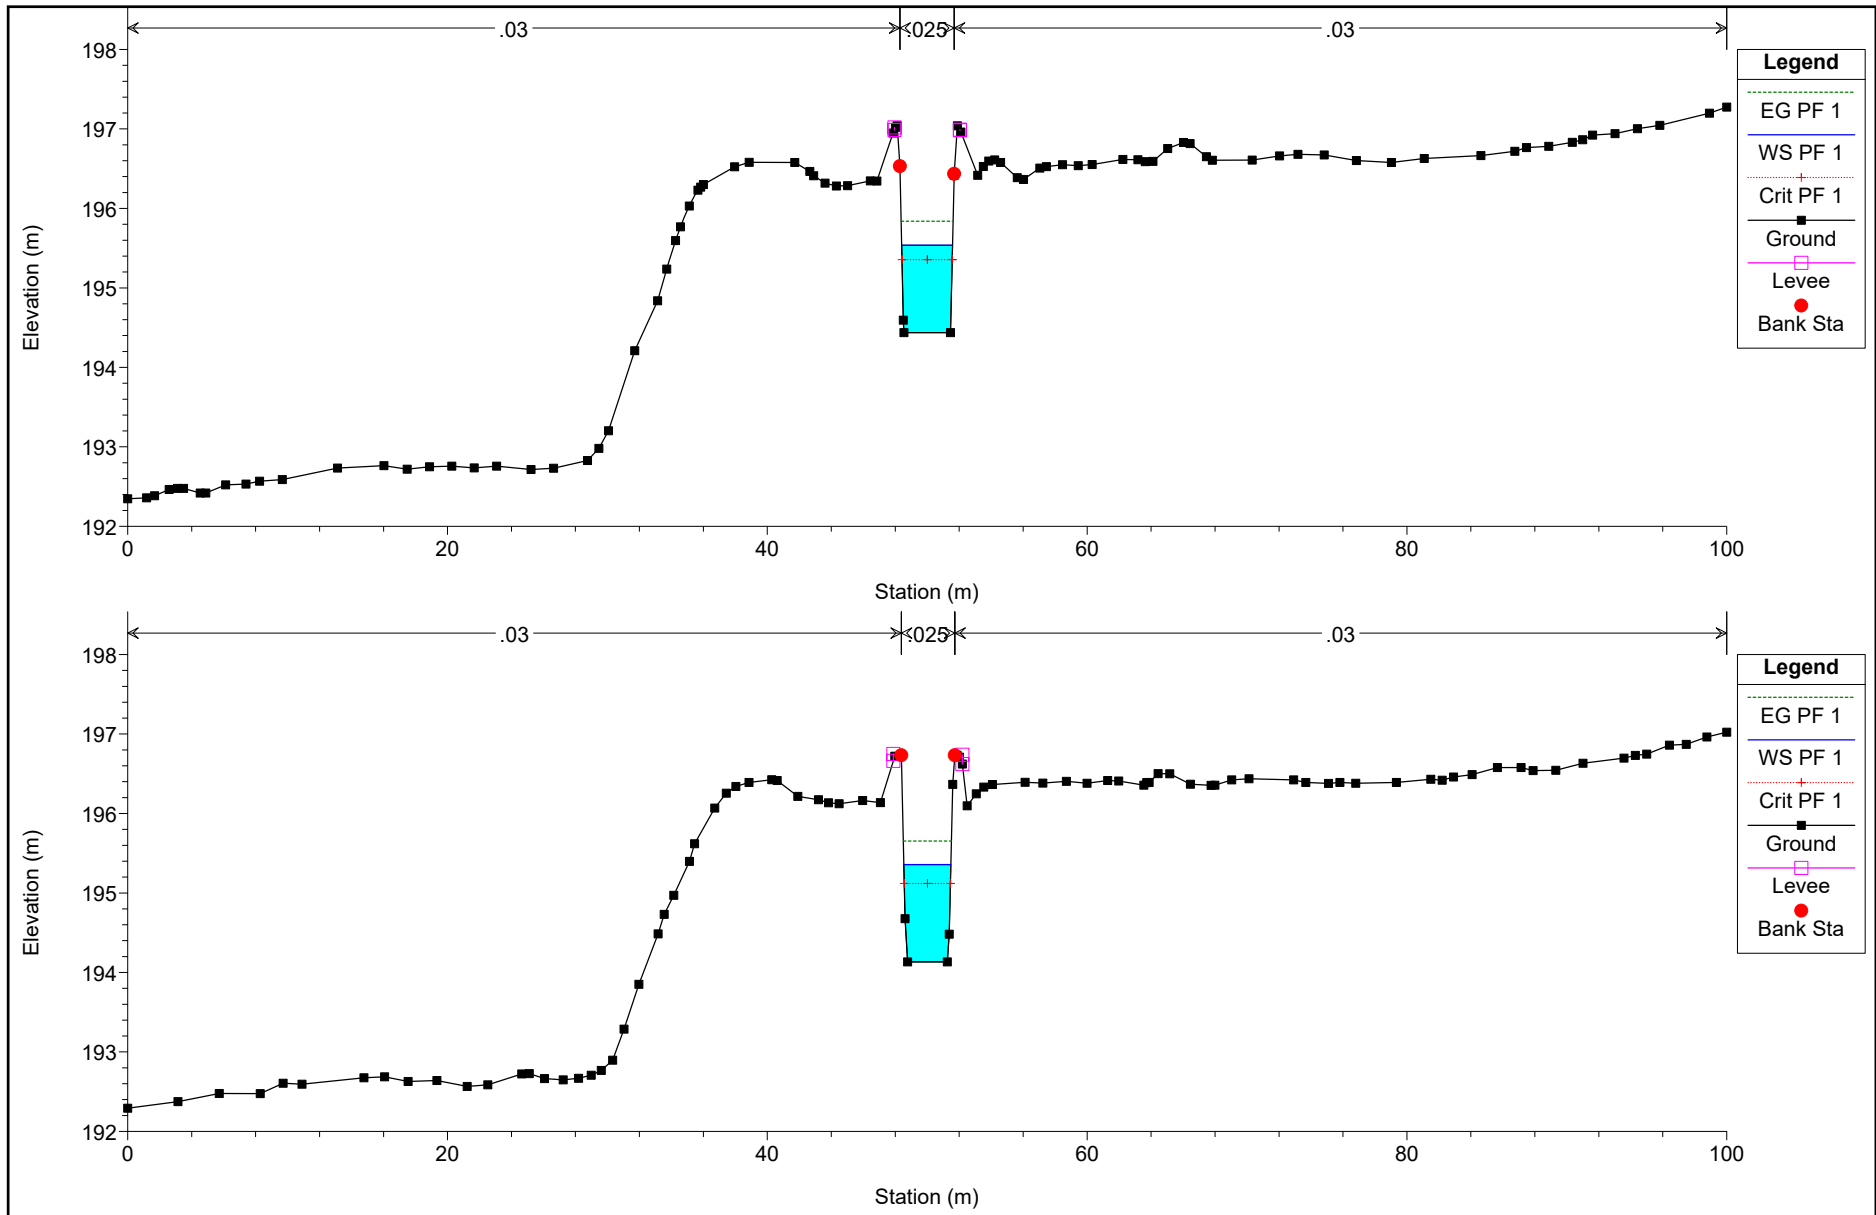 .03 .025 .03
198
197
196
195
194
193
192
Elevation (m)
0 20 40 60 80 100
Station (m)
Legend
EG PF 1
WS PF 1
Crit PF 1
Ground
Levee
Bank Sta
.03 .025 .03
198
197
196
195
194
193
192
Elevation (m)
0 20 40 60 80 100
Station (m)
Legend
EG PF 1
WS PF 1
Crit PF 1
Ground
Levee
Bank Sta